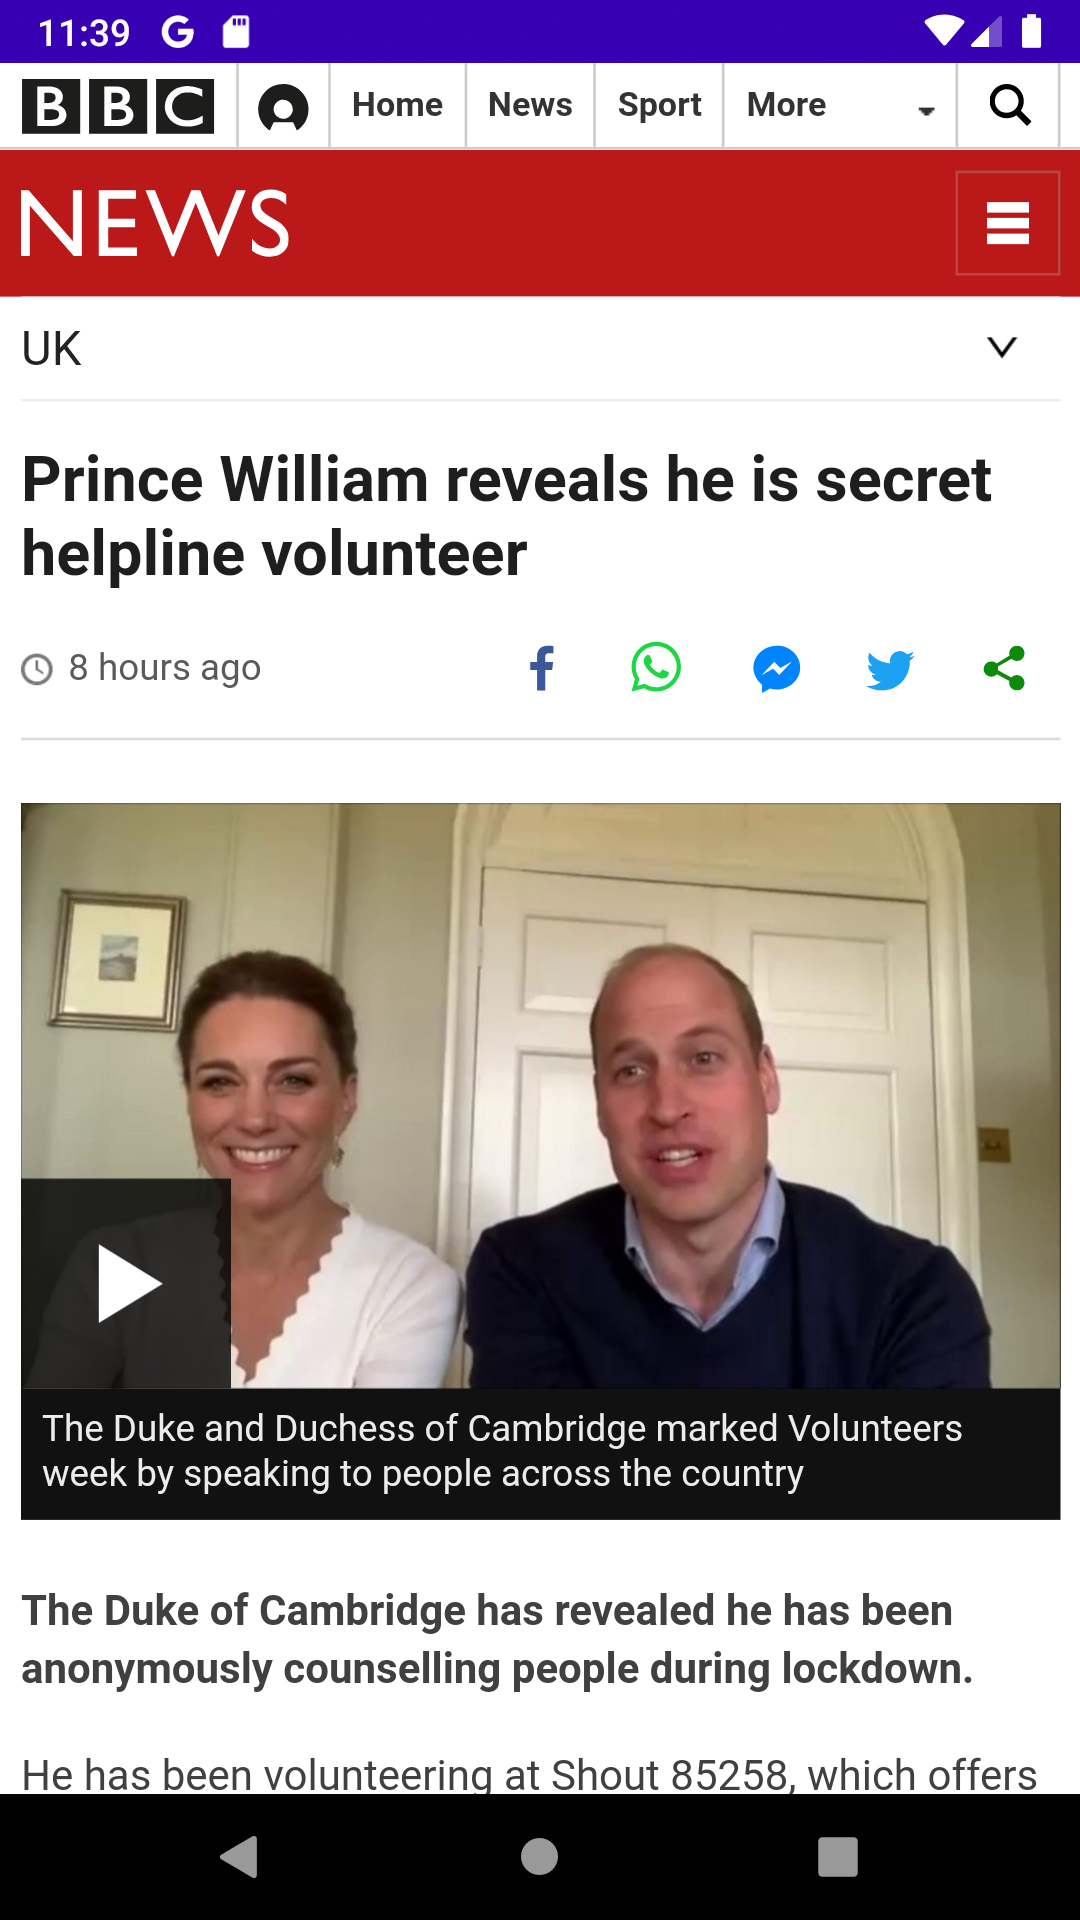 11:39
BBC Home News Sport More
NEWS
UK
Prince William reveals he is secret
helpline volunteer
8 hours ago
The Duke and Duchess of Cambridge marked Volunteers
week by speaking to people across the country
The Duke of Cambridge has revealed he has been
anonymously counselling people during lockdown.
He has been volunteering at Shout 85258, which offers